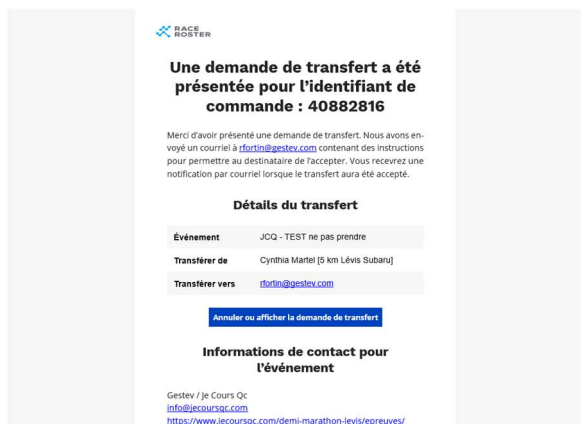 RACE
ROSTER
Une demande de transfert a été
présentée pour l’identifiant de
commande : 40882816
Merci d'avoir présenté une demande de transfert. Nous avons en-
voyé un courriel à rfortin@gestev.com contenant des instructions
pour permettre au destinataire de l'accepter. Vous recevrez une
notification par courriel lorsque le transfert aura été accepté.
Détails du transfert
Événement JCQ - TEST ne pas prendre
Transférer de Cynthia Martel [5 km Lévis Subaru]
Transférer vers rfortin@gestev.com
Annuler ou afficher la demande de transfert
Informations de contact pour
l’événement
Gestev / Je Cours Qc
info@jecoursqc.com
https://www.jecoursqc.com/demi-marathon-levis/epreuves/